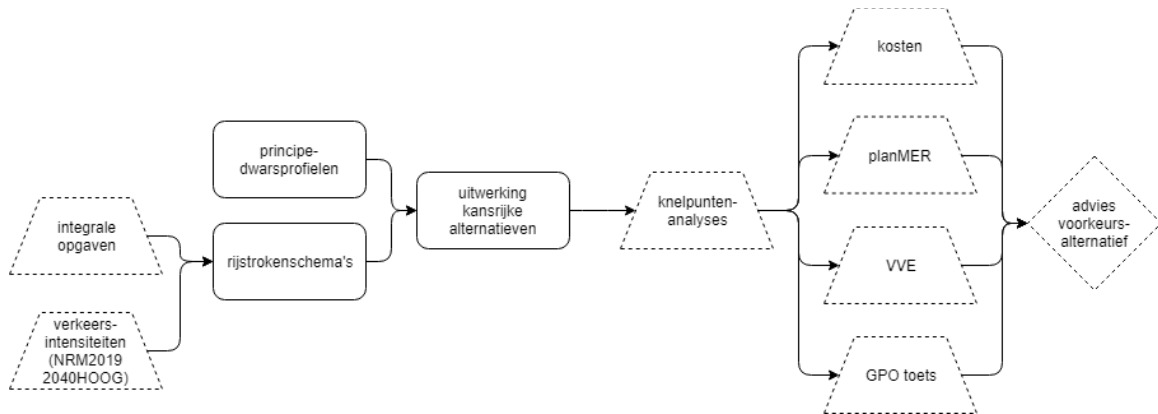 integrale
opgaven
verkeers-
intensiteiten
(NRM2019
2040HOOG)
principe-
dwarsprofielen
rijstrokenschema's
uitwerking
kansrijke
alternatieven
knelpunten-
analyses
kosten
planMER
VVE
GPO toets
advies
voorkeurs-
alternatief